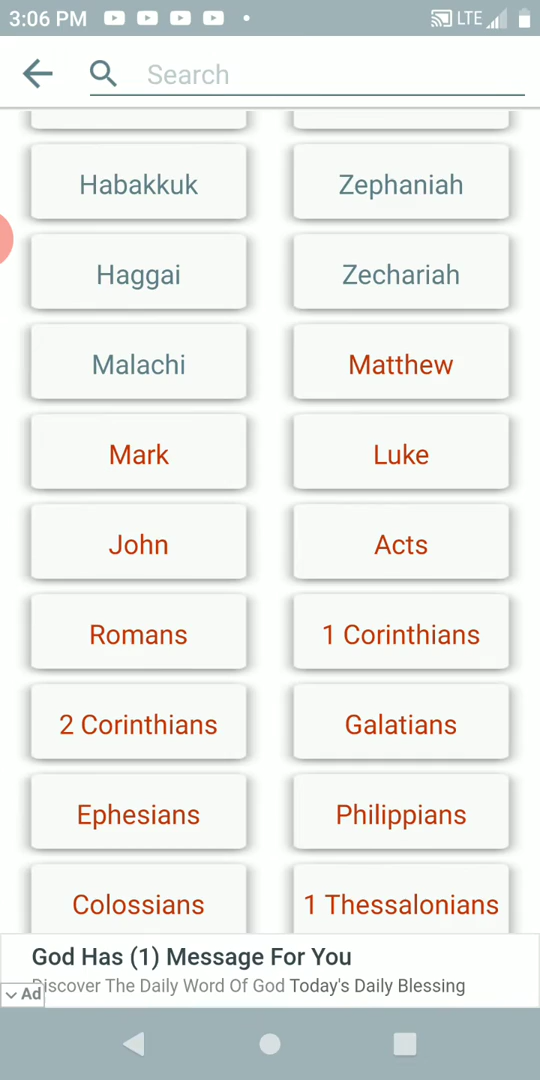 3:06 PM LTE
Search
Habakkuk Zephaniah
Haggai Zechariah
Malachi Matthew
Mark Luke
John Acts
Romans 1 Corinthians
2 Corinthians Galatians
Ephesians Philippians
Colossians 1 Thessalonians
God Has (1) Message For You
Discover The Daily Word Of God Today's Daily Blessing
Ad